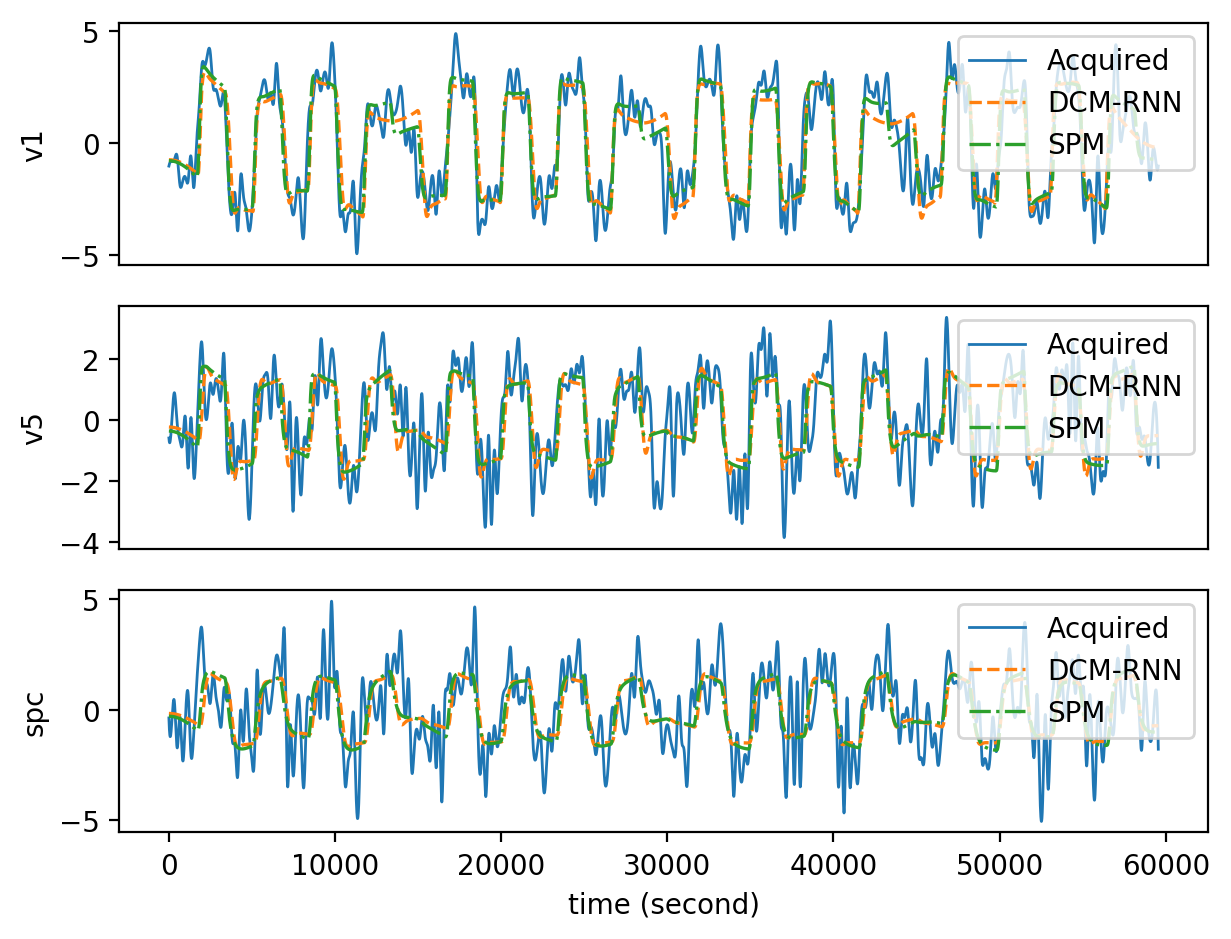 5
0
−5
v1
Acquired
DCM-RNN
SPM
2
0
−2
−4
v5
Acquired
DCM-RNN
SPM
5
0
−5
spc
Acquired
DCM-RNN
SPM
0 10000 20000 30000 40000 50000 60000
time (second)